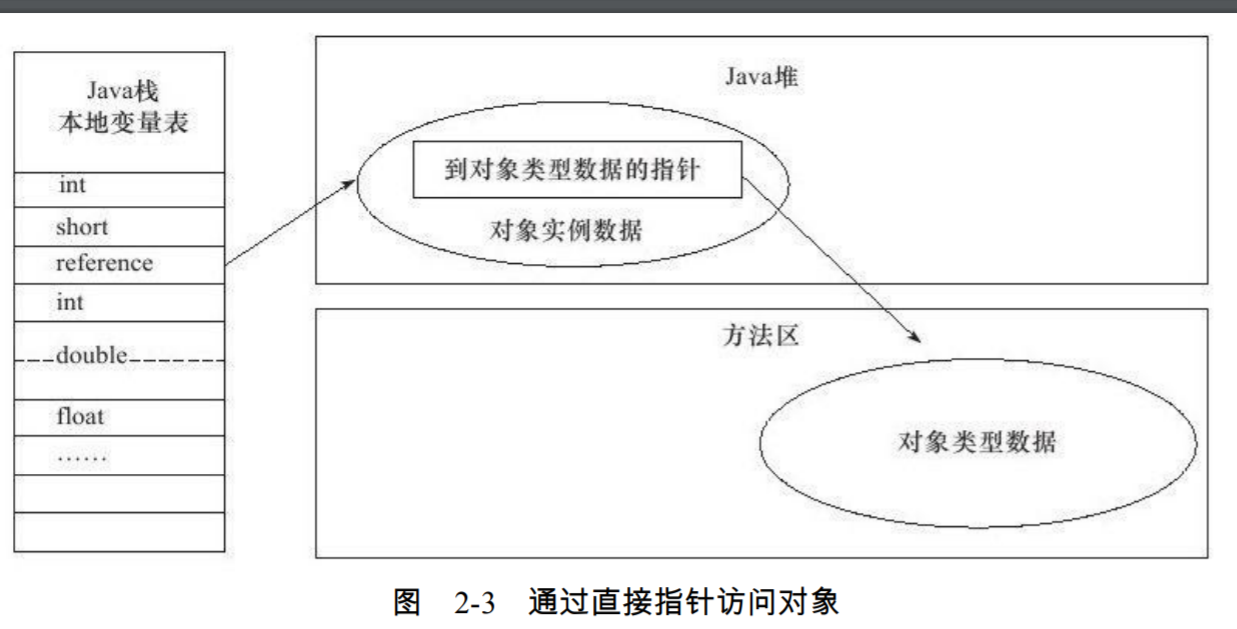 Java栈
本地变量表
int
short
reference
int
double
float
……
Java堆
到对象类型数据的指针
对象实例数据
方法区
对象类型数据
图 2-3 通过直接指针访问对象